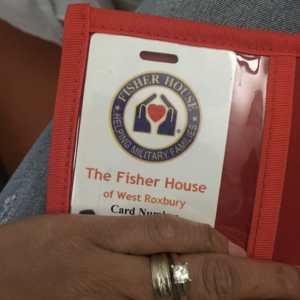 FISHER HOUSE
HELPING MILITARY FAMILIES
The Fisher House
of West Roxbury
Card Number